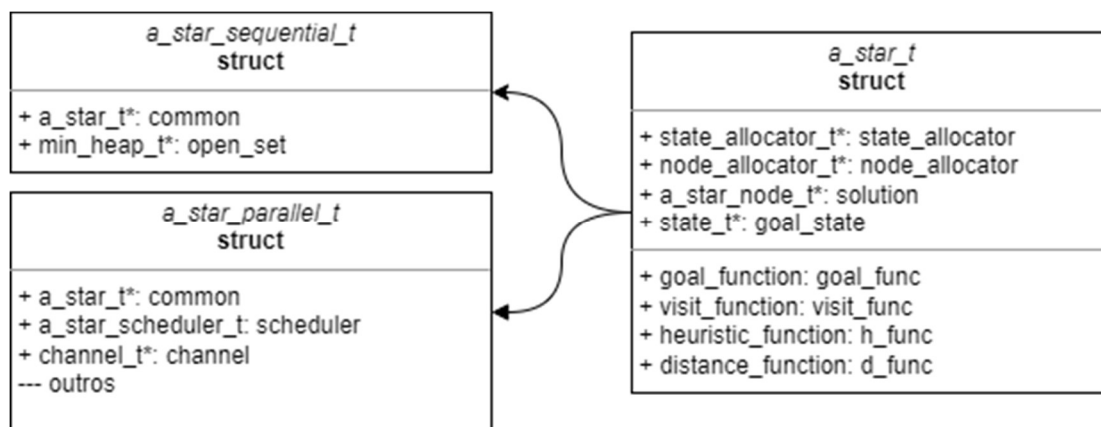 a_star_sequential_t
struct
+ a_star_t*: common
+ min_heap_t*: open_set
a_star_parallel_t
struct
+ a_star_t*: common
+ a_star_scheduler_t: scheduler
+ channel_t*: channel
--- outros
a_star_t
struct
+ state_allocator_t*: state_allocator
+ node_allocator_t*: node_allocator
+ a_star_node_t*: solution
+ state_t*: goal_state
+ goal_function: goal_func
+ visit_function: visit_func
+ heuristic_function: h_func
+ distance_function: d_func